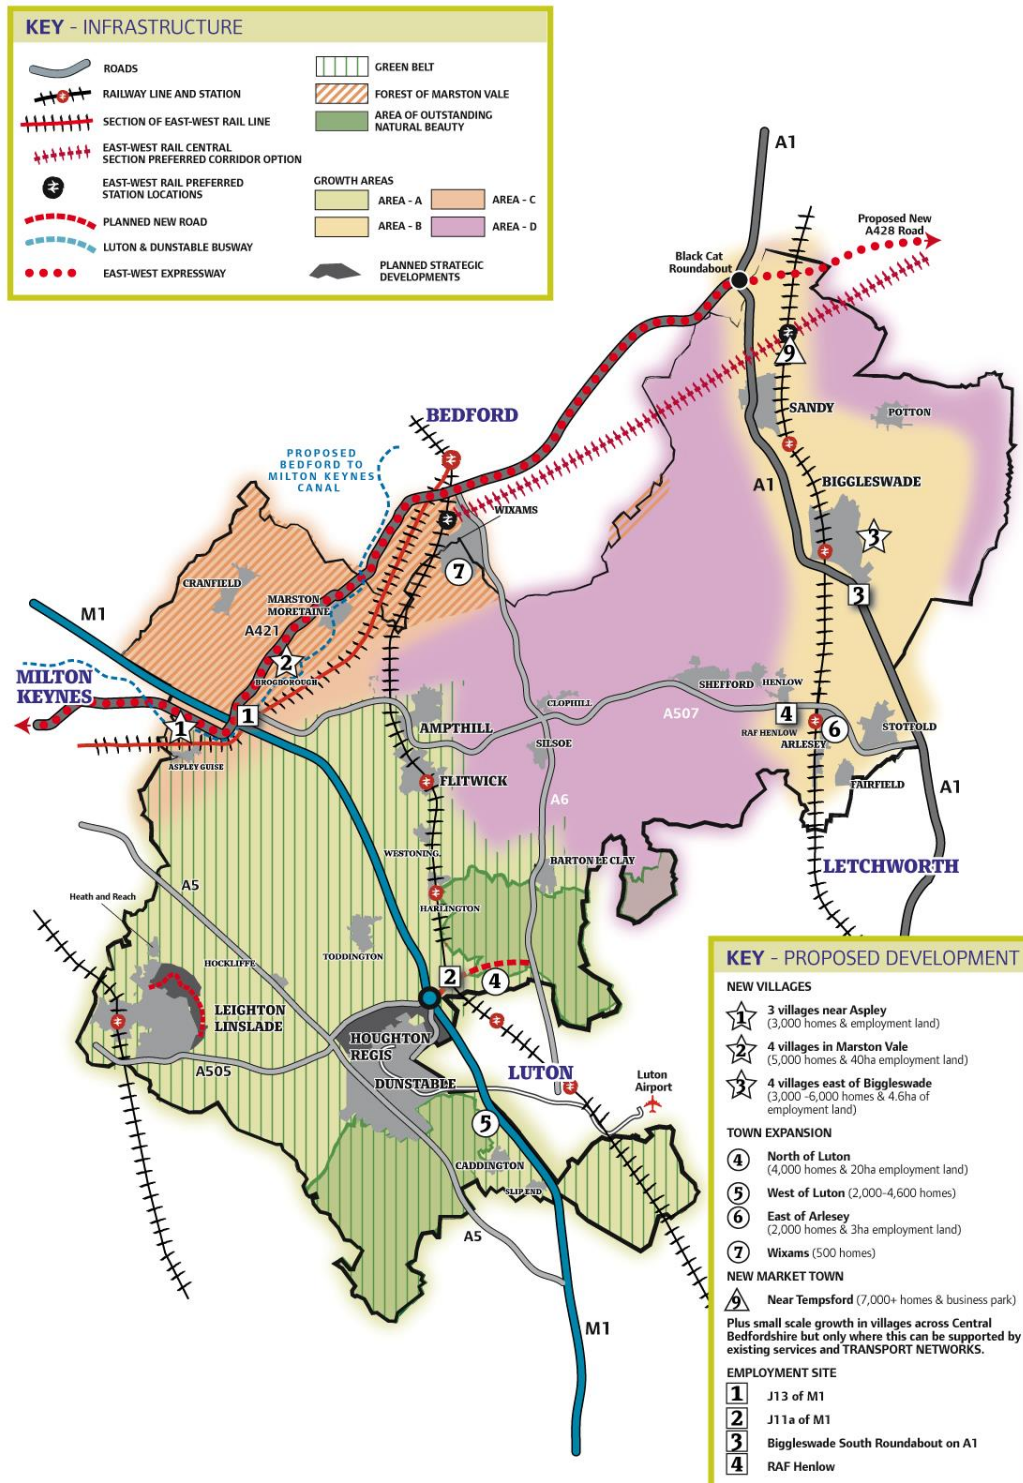 KEY - INFRASTRUCTURE
ROADS
RAILWAY LINE AND STATION
SECTION OF EAST-WEST RAIL LINE
EAST-WEST RAIL CENTRAL
SECTION PREFERRED CORRIDOR OPTION
EAST-WEST RAIL PREFERRED
STATION LOCATIONS
PLANNED NEW ROAD
LUTON & DUNSTABLE BUSWAY
EAST-WEST EXPRESSWAY
GREEN BELT
FOREST OF MARSTON VALE
AREA OF OUTSTANDING
NATURAL BEAUTY
GROWTH AREAS
AREA - A
AREA - C
AREA - B
AREA - D
PLANNED STRATEGIC
DEVELOPMENTS
A1
Proposed New
A428 Road
Black Cat
Roundabout
9
SANDY
POTTON
BEDFORD
PROPOSED
BEDFORD TO
MILTON KEYNES
CANAL
A1
BIGGLESWADE
3
WIXAMS
7
CRANFIELD
MARSTON
MORETAINE
3
M1
A421
2
BROGBOROUGH
MILTON
KEYNES
1
1
ASPLEY GUISE
AMPTHILL
CLOPHILL
SHEFFORD
HENLOW
A507
4
RAF HENLOW
6
STOTFOLD
ARLESEY
SILSOE
FLITWICK
FAIRFIELD
A1
A6
WESTONING
BARTON LE CLAY
LETCHWORTH
A5
Heath and Reach
HARLINGTON
TODDINGTON
HOCKLIFFE
2
4
LEIGHTON
LINSLADE
HOUGHTON
REGIS
A505
DUNSTABLE
LUTON
Luton
Airport
5
CADDINGTON
SLIP END
A5
M1
KEY - PROPOSED DEVELOPMENT
NEW VILLAGES
1 3 villages near Aspley
(3,000 homes & employment land)
2 4 villages in Marston Vale
(5,000 homes & 40ha employment land)
3 4 villages east of Biggleswade
(3,000 -6,000 homes & 4.6ha of
employment land)
TOWN EXPANSION
4 North of Luton
(4,000 homes & 20ha employment land)
5 West of Luton (2,000-4,600 homes)
6 East of Arlesey
(2,000 homes & 3ha employment land)
7 Wixams (500 homes)
NEW MARKET TOWN
9 Near Tempsford (7,000+ homes & business park)
Plus small scale growth in villages across Central
Bedfordshire but only where this can be supported by
existing services and TRANSPORT NETWORKS.
EMPLOYMENT SITE
1 J13 of M1
2 J11a of M1
3 Biggleswade South Roundabout on A1
4 RAF Henlow